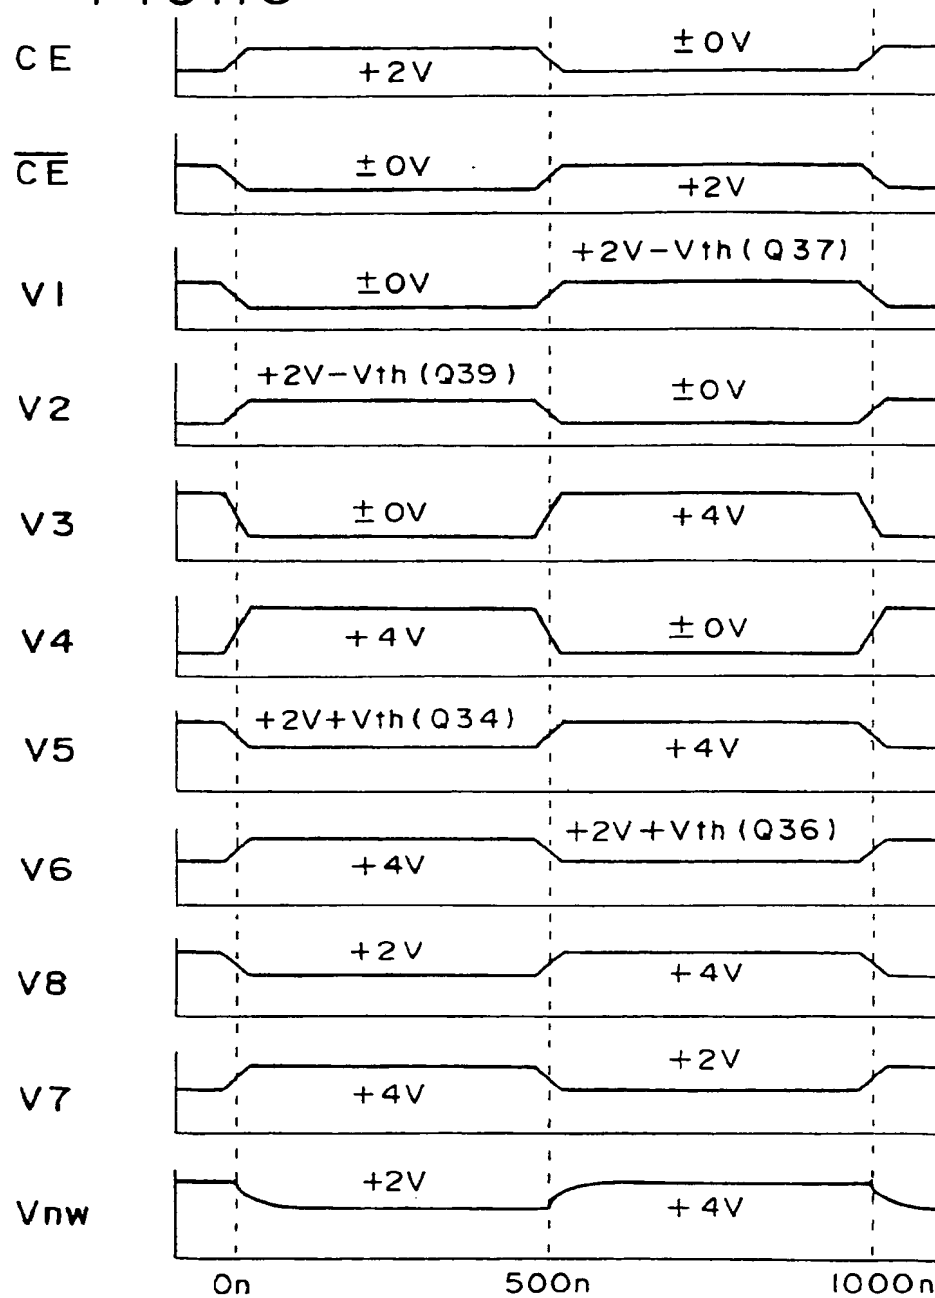 CE
±0V
+2V
C̅E̅
±0V
+2V
V1
±0V
+2V-Vth(Q37)
V2
+2V-Vth(Q39)
±0V
V3
±0V
+4V
V4
+4V
±0V
V5
+2V+Vth(Q34)
+4V
V6
+4V
+2V+Vth(Q36)
V8
+2V
+4V
V7
+4V
+2V
Vnw
+2V
+4V
0n 500n 1000n